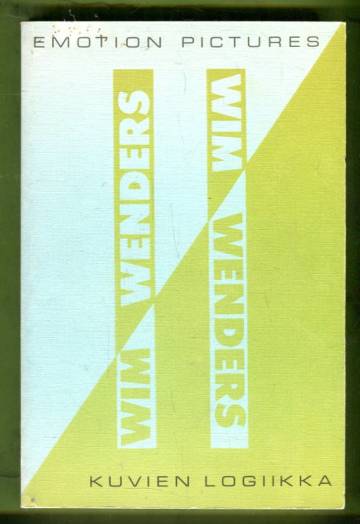 EMOTION PICTURES
WIM WENDERS
WIM WENDERS
KUVIEN LOGIIKKA